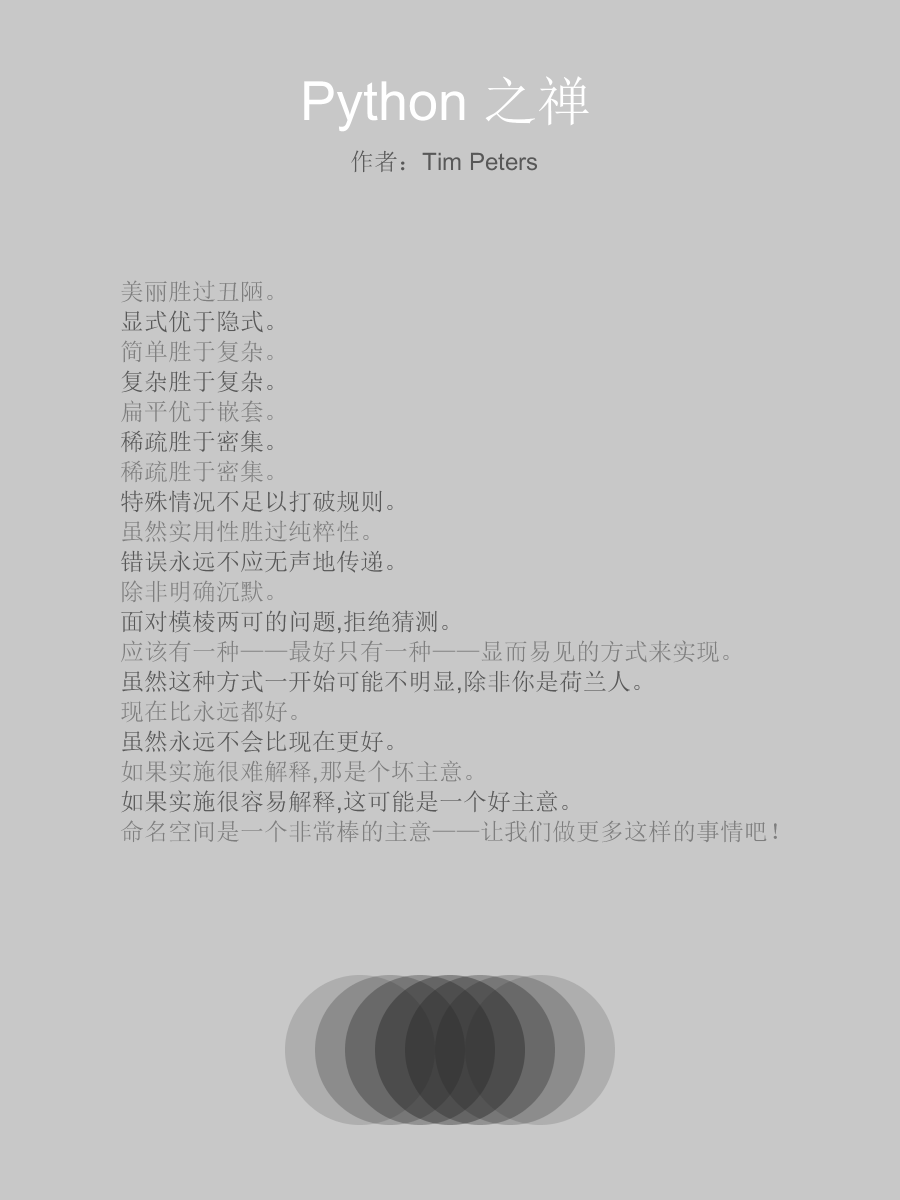 Python 之禅
作者：Tim Peters
美丽胜过丑陋。
显式优于隐式。
简单胜于复杂。
复杂胜于复杂。
扁平优于嵌套。
稀疏胜于密集。
稀疏胜于密集。
特殊情况不足以打破规则。
虽然实用性胜过纯粹性。
错误永远不应无声地传递。
除非明确沉默。
面对模棱两可的问题,拒绝猜测。
应该有一种——最好只有一种——显而易见的方式来实现。
虽然这种方式一开始可能不明显,除非你是荷兰人。
现在比永远都好。
虽然永远不会比现在更好。
如果实施很难解释,那是个坏主意。
如果实施很容易解释,这可能是一个好主意。
命名空间是一个非常棒的主意——让我们做更多这样的事情吧！